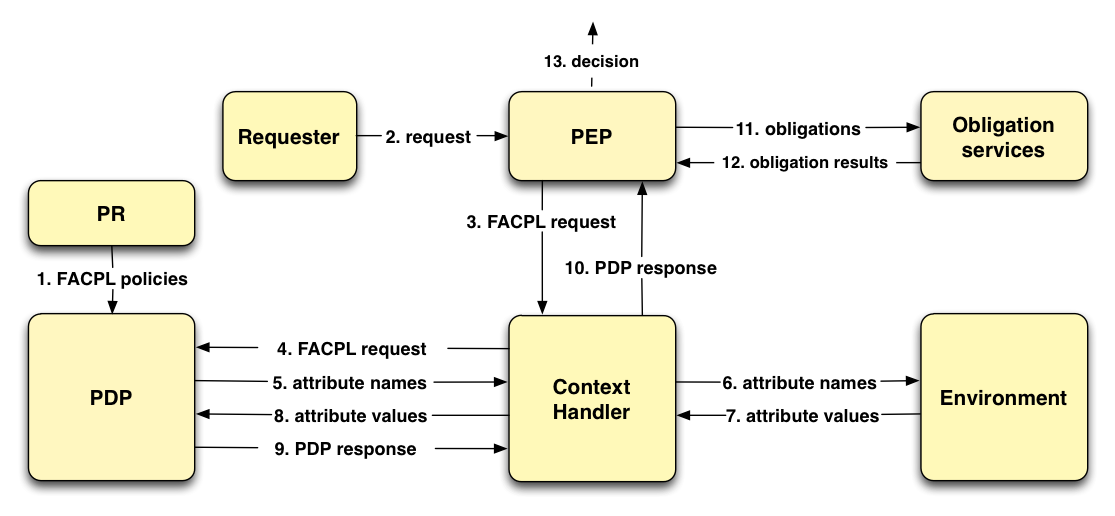 13. decision
Requester
2. request
PEP
11. obligations
12. obligation results
Obligation
services
PR
3. FACPL request
1. FACPL policies
10. PDP response
PDP
4. FACPL request
5. attribute names
8. attribute values
9. PDP response
Context
Handler
6. attribute names
7. attribute values
Environment